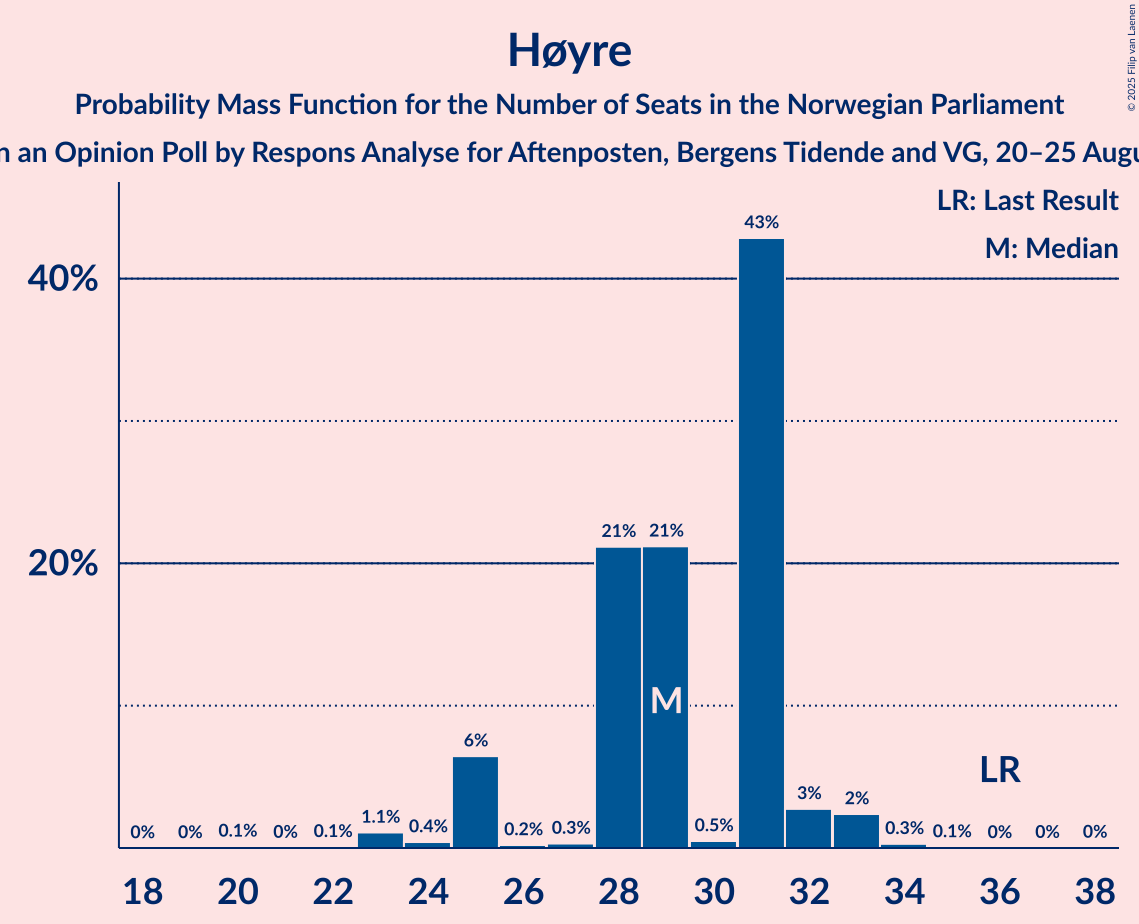 Høyre
Probability Mass Function for the Number of Seats in the Norwegian Parliament
an Opinion Poll by Respons Analyse for Aftenposten, Bergens Tidende and VG, 20–25
© 2025 Filip van Laenen
LR: Last Result
M: Median
43%
40%
21% 21%
20%
M
6%
LR
0% 0% 0.1% 0% 0.1% 1.1% 0.4% 0.2% 0.3% 0.5% 3% 2% 0.3% 0.1% 0% 0% 0%
18 20 22 24 26 28 30 32 34 36 38